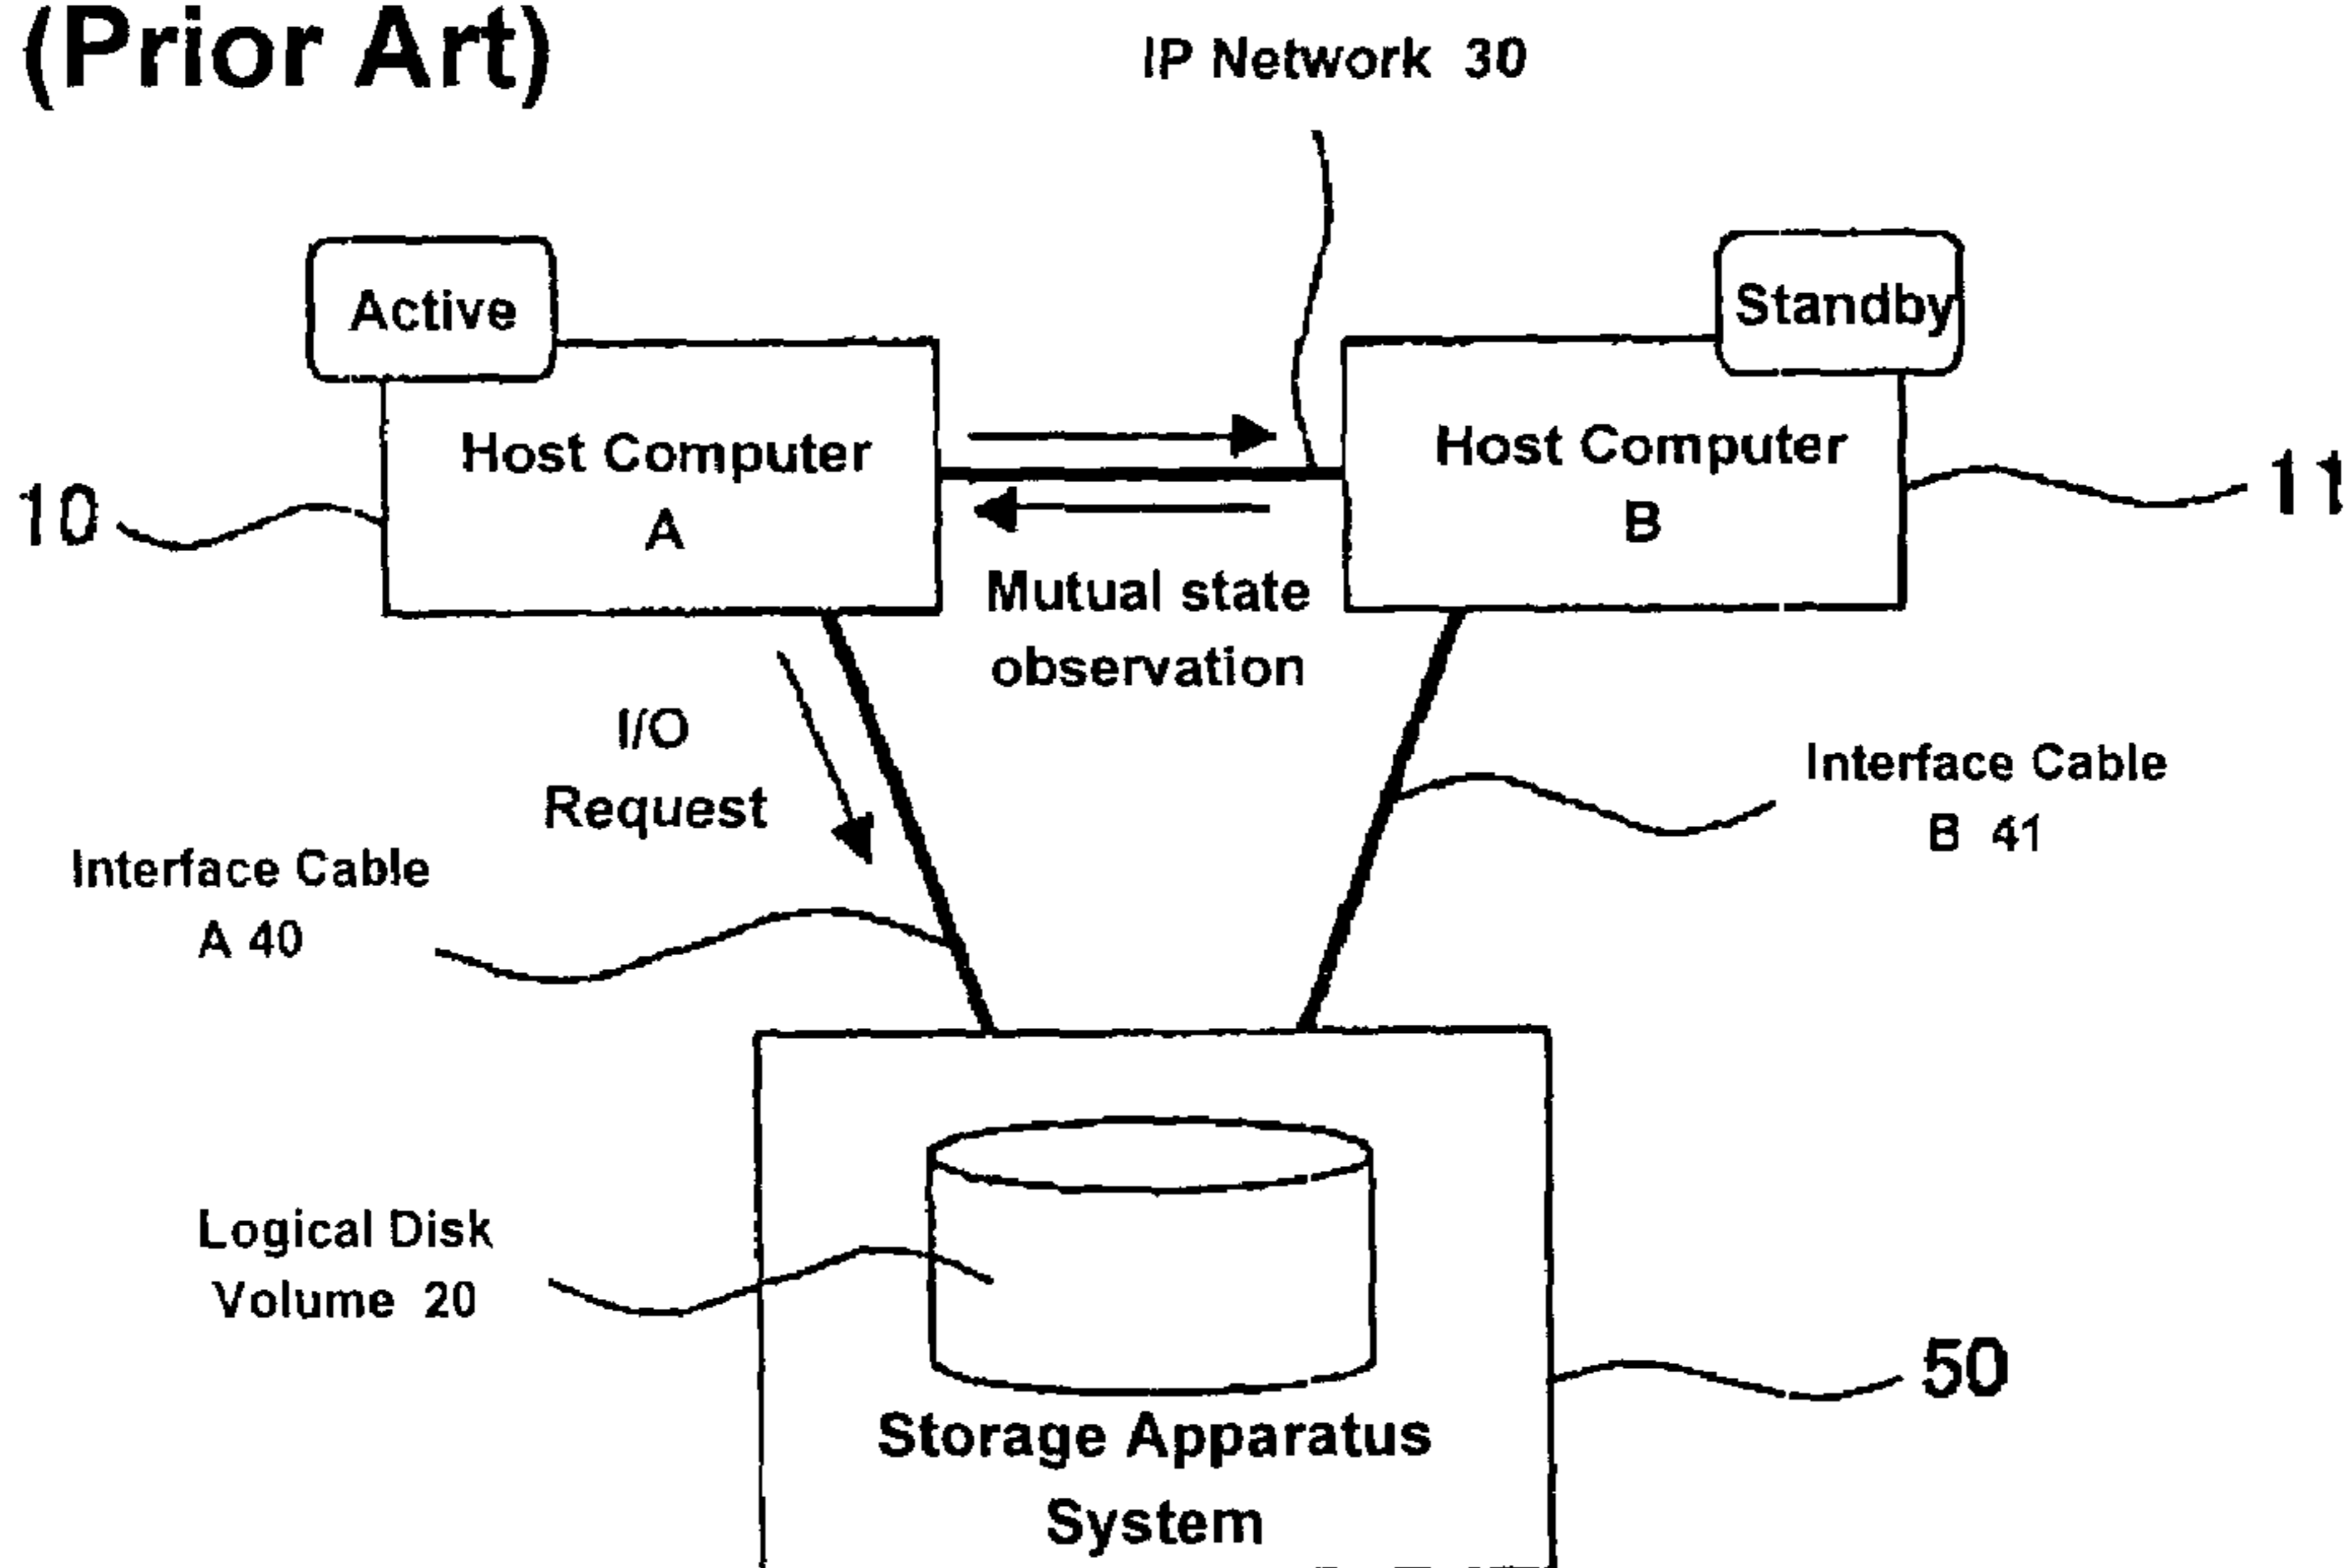 (Prior Art)
IP Network 30
Active
Standby
Host Computer
A
Host Computer
B
10
11
Mutual state
observation
I/O
Request
Interface Cable
B 41
Interface Cable
A 40
Logical Disk
Volume 20
50
Storage Apparatus
System